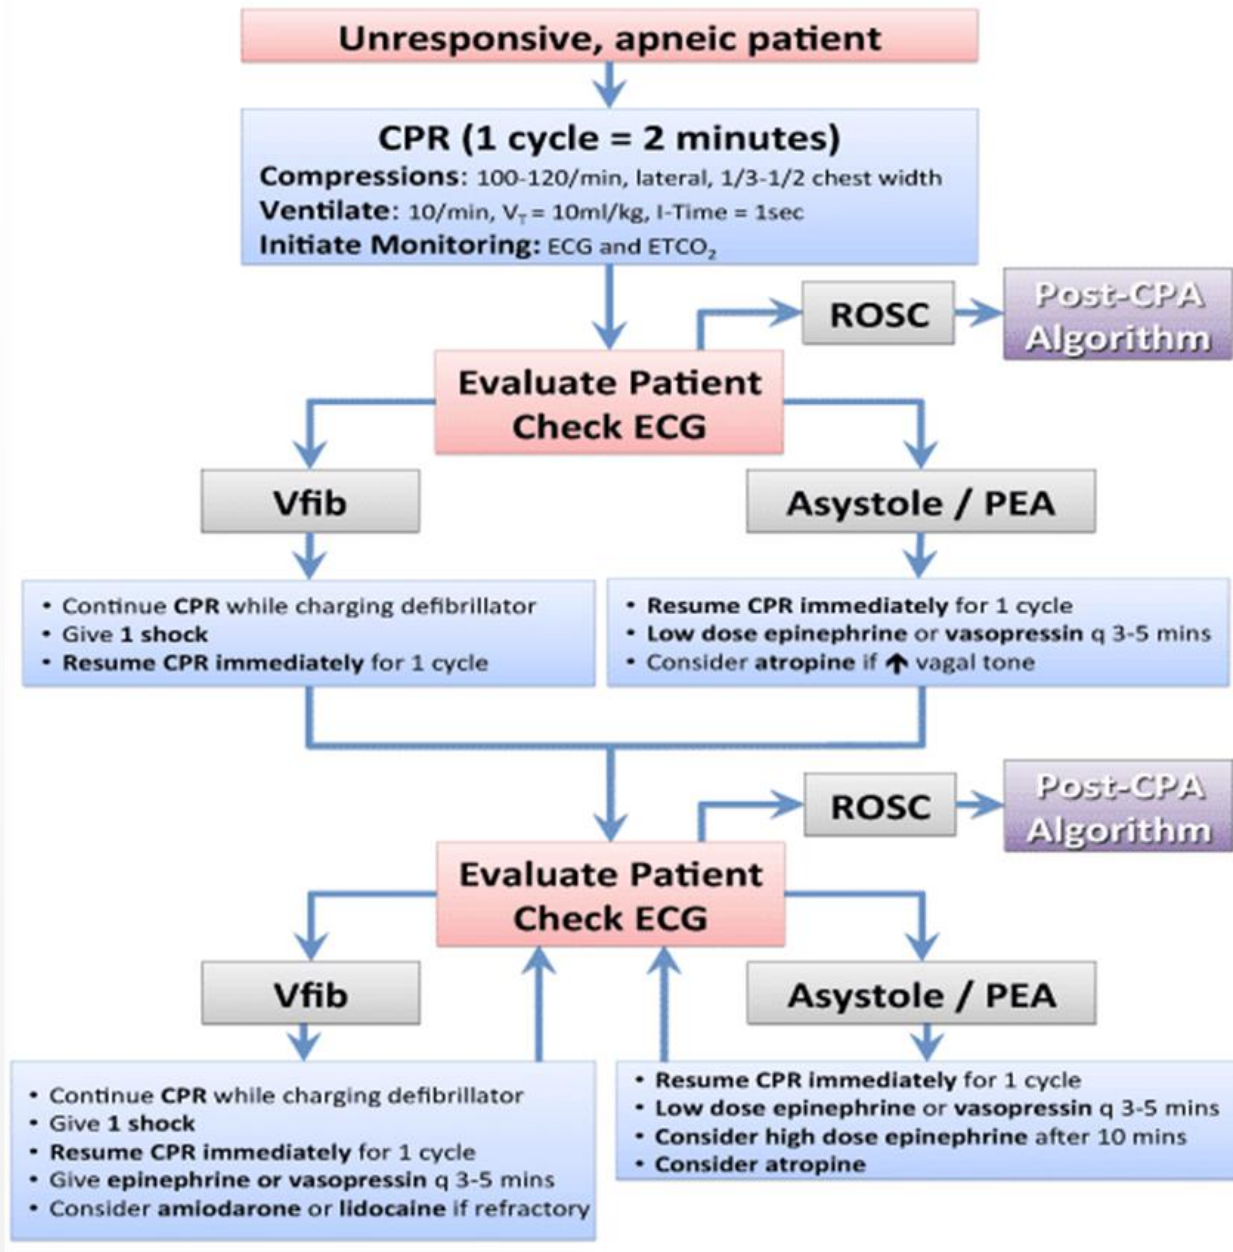 Unresponsive, apneic patient
CPR (1 cycle = 2 minutes)
Compressions: 100-120/min, lateral, 1/3-1/2 chest width
Ventilate: 10/min, VT = 10ml/kg, I-Time = 1sec
Initiate Monitoring: ECG and ETCO₂
ROSC
Post-CPA
Algorithm
Evaluate Patient
Check ECG
Vfib
Asystole / PEA
• Continue CPR while charging defibrillator
• Give 1 shock
• Resume CPR immediately for 1 cycle
• Resume CPR immediately for 1 cycle
• Low dose epinephrine or vasopressin q 3-5 mins
• Consider atropine if ↑ vagal tone
ROSC
Post-CPA
Algorithm
Evaluate Patient
Check ECG
Vfib
Asystole / PEA
• Continue CPR while charging defibrillator
• Give 1 shock
• Resume CPR immediately for 1 cycle
• Give epinephrine or vasopressin q 3-5 mins
• Consider amiodarone or lidocaine if refractory
• Resume CPR immediately for 1 cycle
• Low dose epinephrine or vasopressin q 3-5 mins
• Consider high dose epinephrine after 10 mins
• Consider atropine